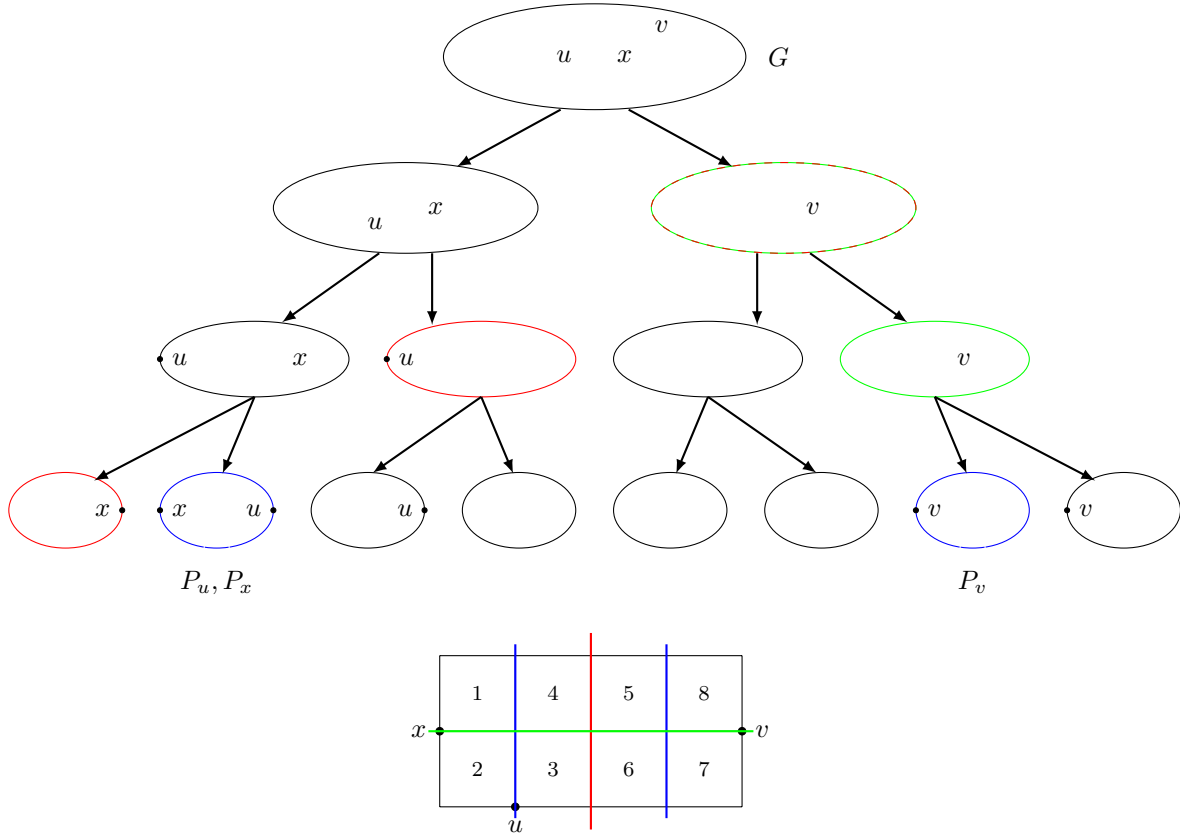 v
u x G
x v
u
u x u v
x x u u v v
P_u, P_x P_v
1 4 5 8
x v
2 3 6 7
u